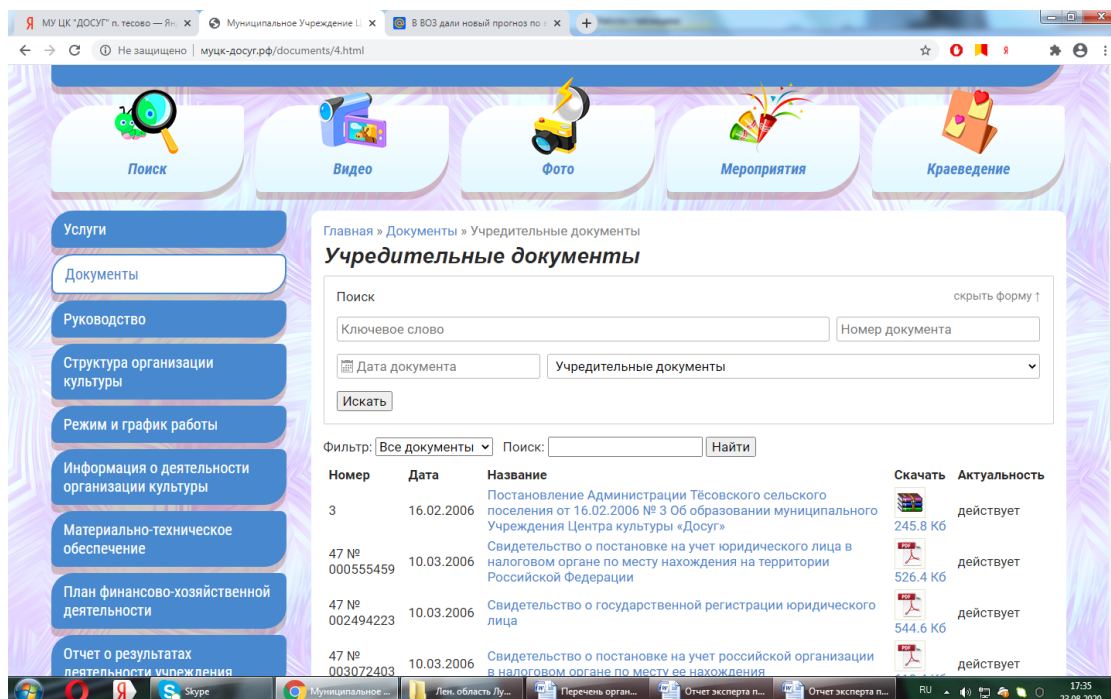 МУ ЦК "ДОСУГ" п. тесово — Ян
Муниципальное Учреждение Ц
В ВОЗ дали новый прогноз по
Не защищено | муцк-досуг.рф/documents/4.html
Поиск
Видео
Фото
Мероприятия
Краеведение
Услуги
Документы
Руководство
Структура организации
культуры
Режим и график работы
Информация о деятельности
организации культуры
Материально-техническое
обеспечение
План финансово-хозяйственной
деятельности
Отчет о результатах
деятельности учреждения
Главная » Документы » Учредительные документы
Учредительные документы
Поиск
скрыть форму ↑
Ключевое слово
Номер документа
Дата документа
Учредительные документы
Искать
Фильтр: Все документы Поиск: Найти
Номер Дата Название Скачать Актуальность
3 16.02.2006 Постановление Администрации Тёсовского сельского
поселения от 16.02.2006 № 3 Об образовании муниципального
Учреждения Центра культуры «Досуг»
245.8 Кб действует
47 №
000555459 10.03.2006 Свидетельство о постановке на учет юридического лица в
налоговом органе по месту нахождения на территории
Российской Федерации
PDF
526.4 Кб действует
47 №
002494223 10.03.2006 Свидетельство о государственной регистрации юридического
лица
PDF
544.6 Кб действует
47 №
003072403 10.03.2006 Свидетельство о постановке на учет российской организации
в налоговом органе по месту ее нахождения
PDF
действует
Skype
Муниципальное ...
Лен. область Лу...
Перечень орган...
Отчет эксперта п...
Отчет эксперта п...
RU
17:35